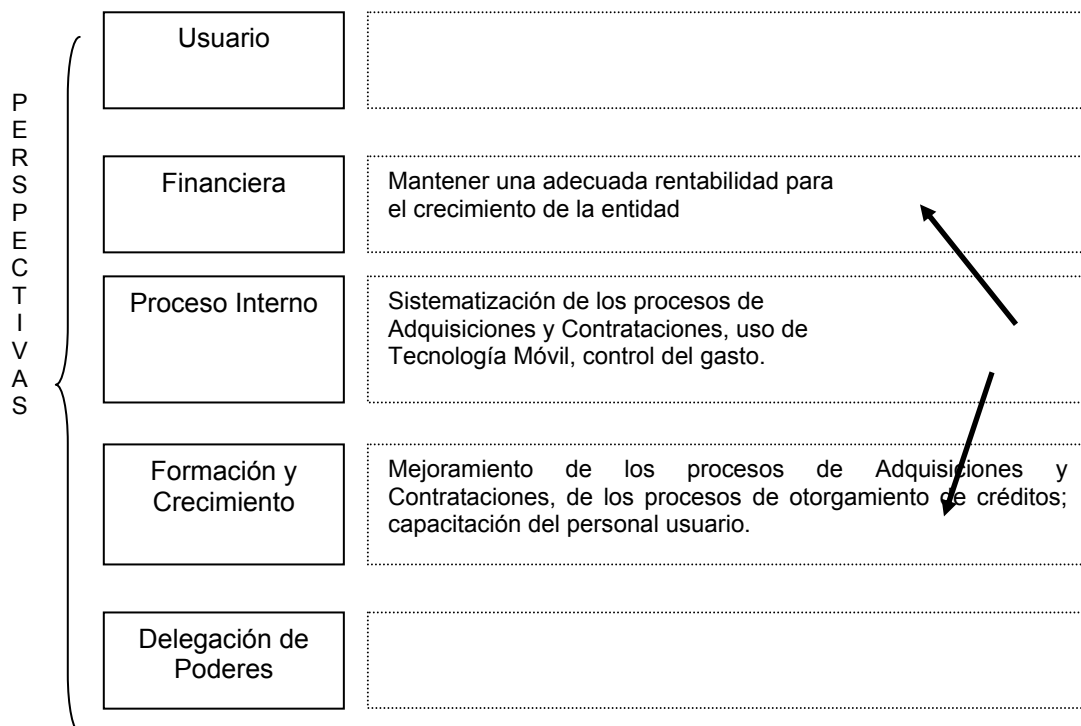 PERSPECTIVAS
Usuario
Financiera
Mantener una adecuada rentabilidad para
el crecimiento de la entidad
Proceso Interno
Sistematización de los procesos de
Adquisiciones y Contrataciones, uso de
Tecnología Móvil, control del gasto.
Formación y
Crecimiento
Mejoramiento de los procesos de Adquisiciones y
Contrataciones, de los procesos de otorgamiento de créditos;
capacitación del personal usuario.
Delegación de
Poderes